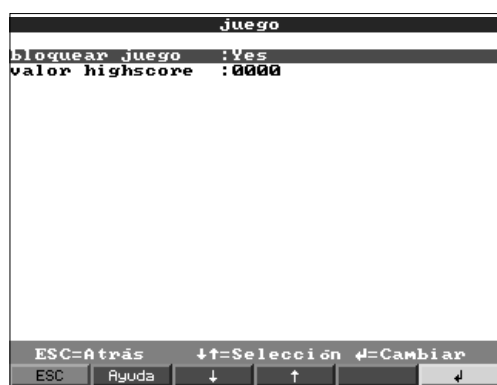 juego
bloquear juego :Yes
valor highscore :0000
ESC=Atrás ↓↑=Selección ↵=Cambiar
ESC Ayuda ↓ ↑ ↵